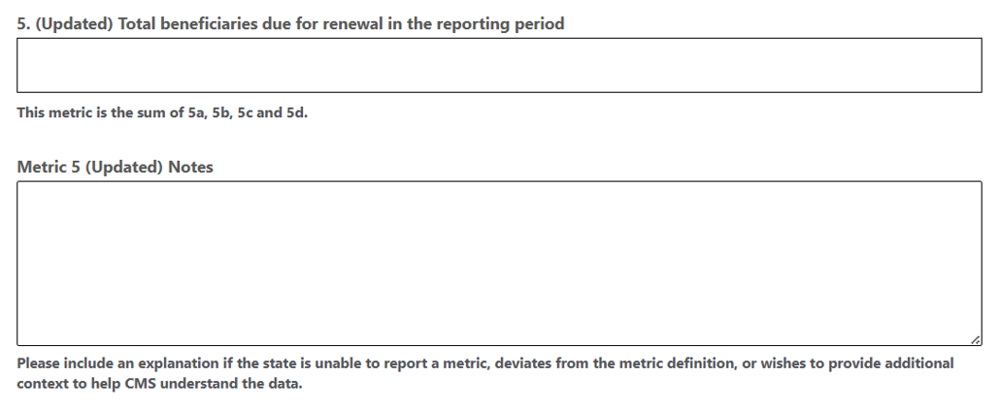 5. (Updated) Total beneficiaries due for renewal in the reporting period
This metric is the sum of 5a, 5b, 5c and 5d.
Metric 5 (Updated) Notes
Please include an explanation if the state is unable to report a metric, deviates from the metric definition, or wishes to provide additional
context to help CMS understand the data.